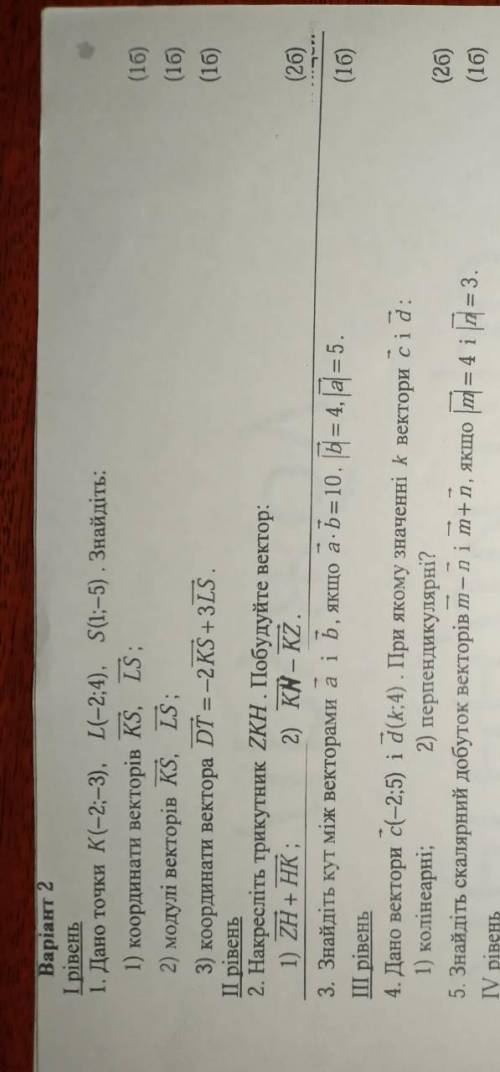 Варіант 2
І рівень
1. Дано точки K(−2;−3), L(−2;4), S(1;−5). Знайдіть:
1) координати векторів KS⃗, LS⃗; (1б)
2) модулі векторів KS⃗, LS⃗; (1б)
3) координати вектора DT⃗ = −2KS⃗ + 3LS⃗. (1б)
ІІ рівень
2. Накресліть трикутник ZKH. Побудуйте вектор:
1) ZH⃗ + HK⃗; 2) KH⃗ − KZ⃗. (2б)
3. Знайдіть кут між векторами a⃗ і b⃗, якщо a⃗·b⃗=10, |b⃗|= 4, |a⃗|= 5. (1б)
ІІІ рівень
4. Дано вектори c⃗(−2;5) і d⃗(k;4). При якому значенні k вектори c⃗ і d⃗:
1) колінеарні; 2) перпендикулярні? (2б)
5. Знайдіть скалярний добуток векторів m⃗ − n⃗ і m⃗ + n⃗, якщо |m⃗|= 4 і |n⃗|= 3. (1б)
IV рівень